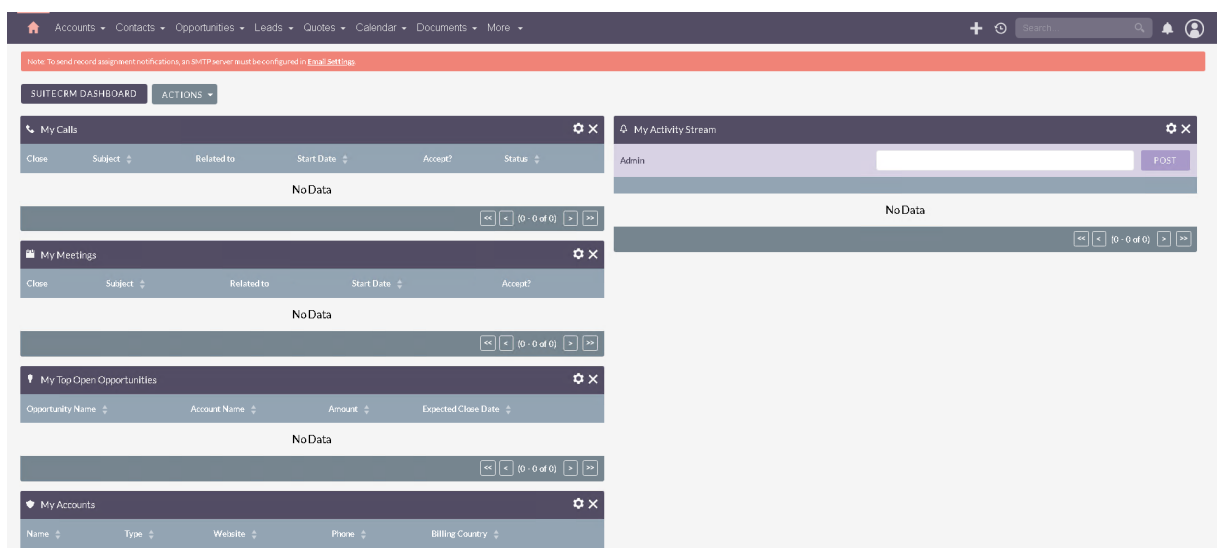 Accounts Contacts Opportunities Leads Quotes Calendar Documents More Search...
Note: To send record assignment notifications, an SMTP server must be configured in Email Settings.
SUITECRM DASHBOARD ACTIONS
My Calls
Close Subject Related to Start Date Accept? Status
No Data
<< < (0 - 0 of 0) > >>
My Meetings
Close Subject Related to Start Date Accept?
No Data
<< < (0 - 0 of 0) > >>
My Top Open Opportunities
Opportunity Name Account Name Amount Expected Close Date
No Data
<< < (0 - 0 of 0) > >>
My Accounts
Name Type Website Phone Billing Country
My Activity Stream
Admin POST
No Data
<< < (0 - 0 of 0) > >>